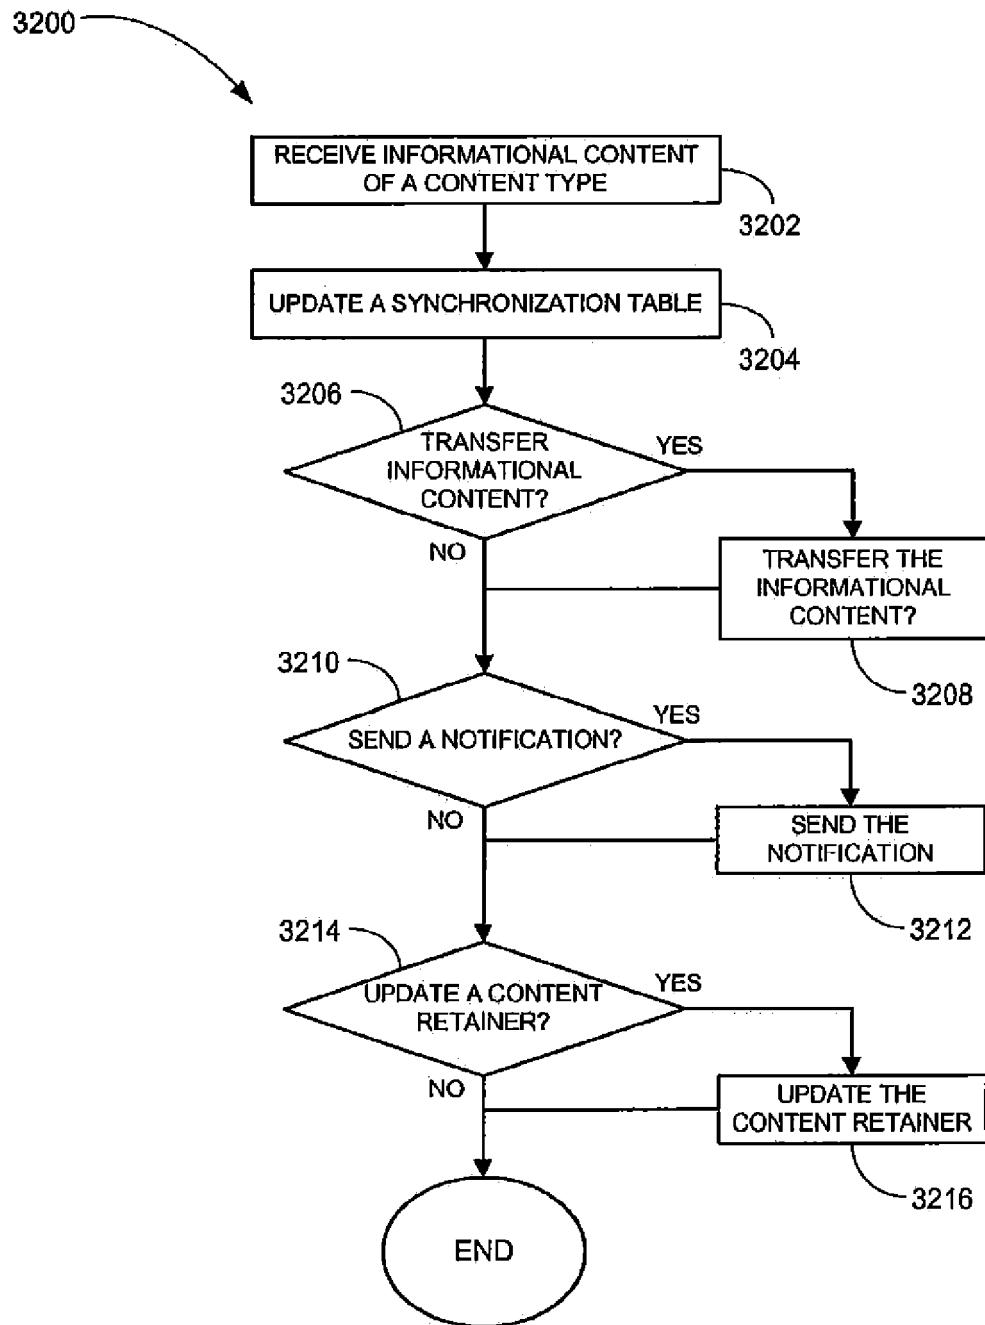 3200
RECEIVE INFORMATIONAL CONTENT
OF A CONTENT TYPE
3202
UPDATE A SYNCHRONIZATION TABLE
3204
3206
TRANSFER
INFORMATIONAL
CONTENT?
YES
NO
TRANSFER THE
INFORMATIONAL
CONTENT?
3208
3210
SEND A NOTIFICATION?
YES
NO
SEND THE
NOTIFICATION
3212
3214
UPDATE A CONTENT
RETAINER?
YES
NO
UPDATE THE
CONTENT RETAINER
3216
END